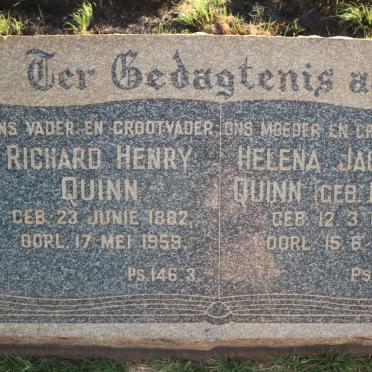 Ter Gedagtenis a
ONS VADER EN GROOTVADER
RICHARD HENRY
QUINN
GEB. 23 JUNIE 1882.
OORL. 17 MEI 1959.
PS.146.3.
ONS MOEDER EN G
HELENA JA
QUINN (GEB.
GEB. 12. 3.
OORL. 15. 6.
PS.